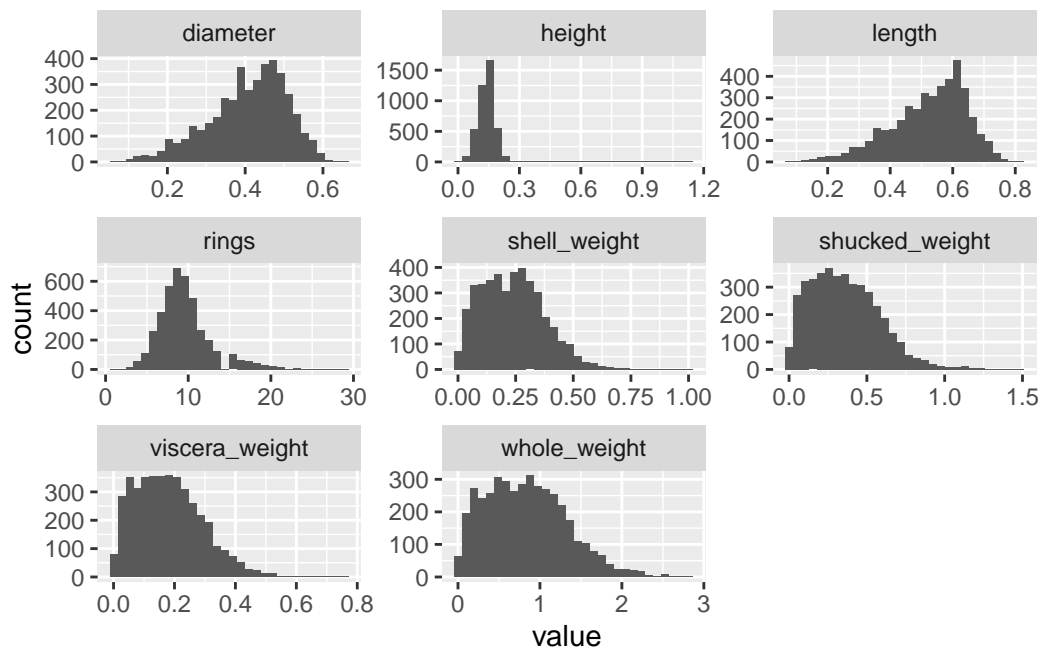 diameter
height
length
400
300
200
100
0
1500
1000
500
0
400
300
200
100
0
0.2 0.4 0.6
0.0 0.3 0.6 0.9 1.2
0.2 0.4 0.6 0.8
rings
shell_weight
shucked_weight
600
400
200
0
400
300
200
100
0
300
200
100
0
0 10 20 30
0.00 0.25 0.50 0.75 1.00
0.0 0.5 1.0 1.5
viscera_weight
whole_weight
300
200
100
0
300
200
100
0
0.0 0.2 0.4 0.6 0.8
0 1 2 3
count
value